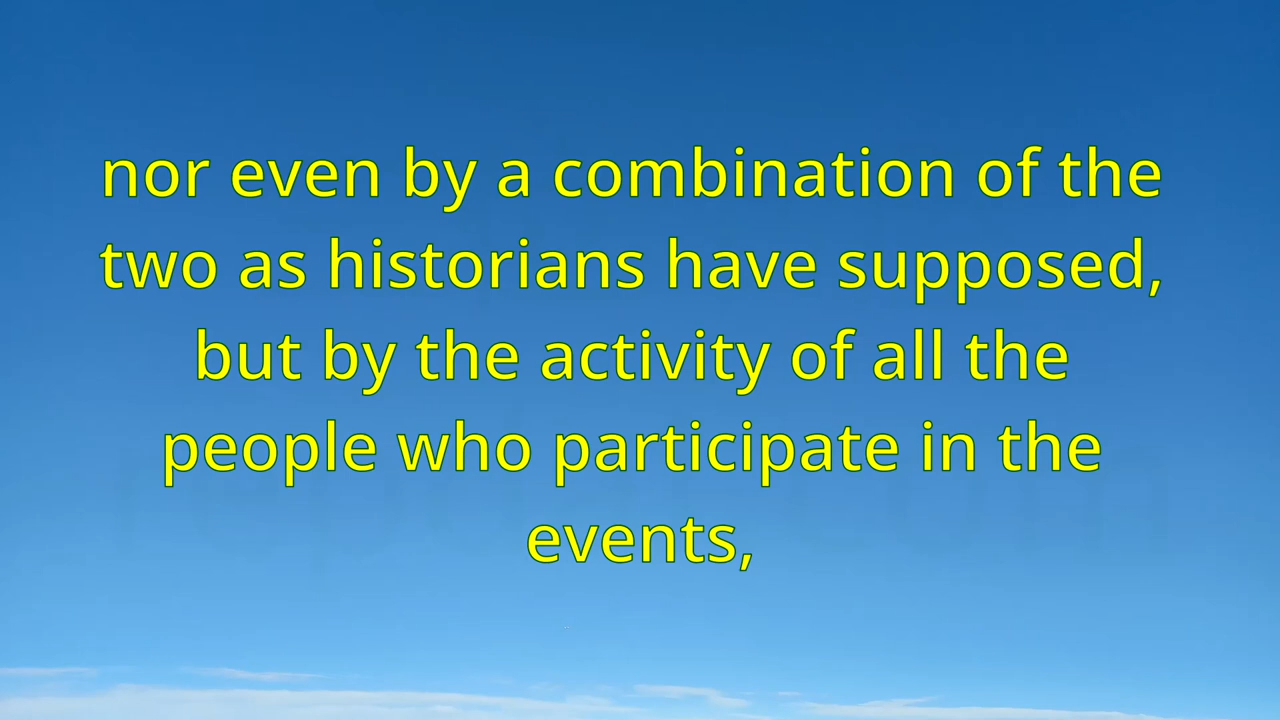 nor even by a combination of the
two as historians have supposed,
but by the activity of all the
people who participate in the
events,